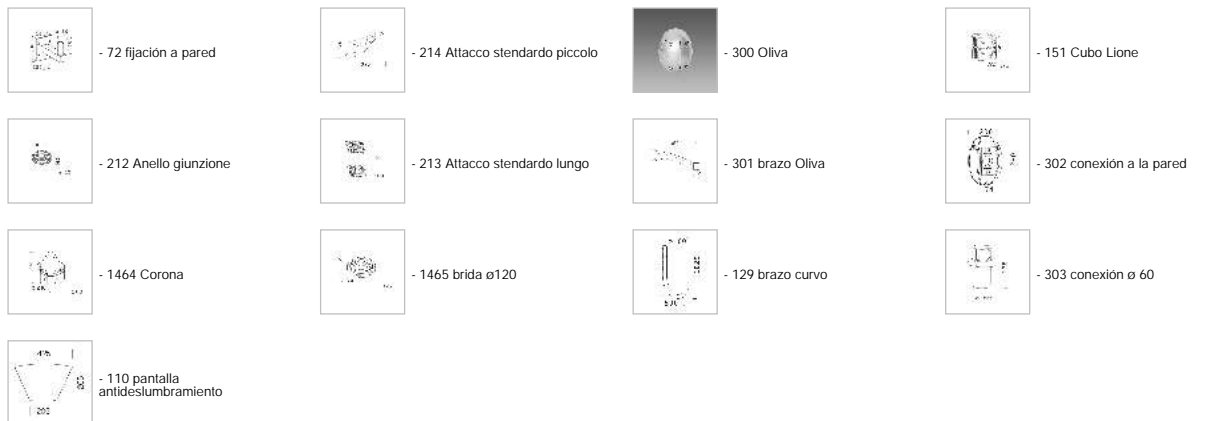 - 72 fijación a pared
- 214 Attacco stendardo piccolo
- 300 Oliva
- 151 Cubo Lione
- 212 Anello giunzione
- 213 Attacco stendardo lungo
- 301 brazo Oliva
- 302 conexión a la pared
- 1464 Corona
- 1465 brida ø120
- 129 brazo curvo
- 303 conexión ø 60
- 110 pantalla
antideslumbramiento